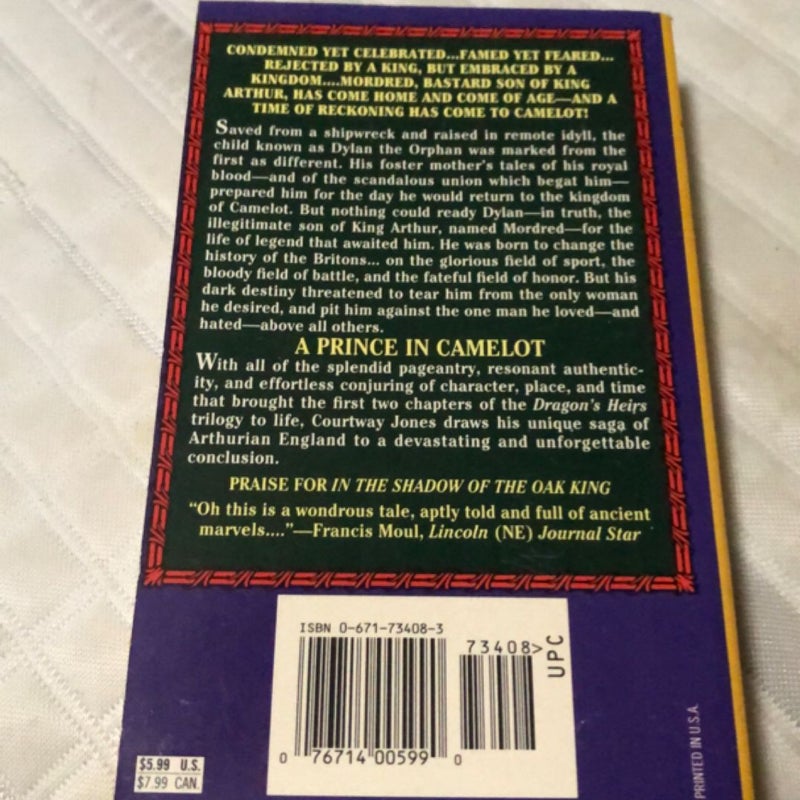 CONDEMNED YET CELEBRATED...FAMED YET FEARED...
REJECTED BY A KING, BUT EMBRACED BY A
KINGDOM....MORDRED, BASTARD SON OF KING
ARTHUR, HAS COME HOME AND COME OF AGE—AND A
TIME OF RECKONING HAS COME TO CAMELOT!
Saved from a shipwreck and raised in remote idyll, the
child known as Dylan the Orphan was marked from the
first as different. His foster mother's tales of his royal
blood—and of the scandalous union which begat him—
prepared him for the day he would return to the kingdom
of Camelot. But nothing could ready Dylan—in truth, the
illegitimate son of King Arthur, named Mordred—for the
life of legend that awaited him. He was born to change the
history of the Britons... on the glorious field of sport, the
bloody field of battle, and the fateful field of honor. But his
dark destiny threatened to tear him from the only woman
he desired, and pit him against the one man he loved—and
hated—above all others.
A PRINCE IN CAMELOT
With all of the splendid pageantry, resonant authentic-
ity, and effortless conjuring of character, place, and time
that brought the first two chapters of the Dragon's Heirs
trilogy to life, Courtway Jones draws his unique saga of
Arthurian England to a devastating and unforgettable
conclusion.
PRAISE FOR IN THE SHADOW OF THE OAK KING
“Oh this is a wondrous tale, aptly told and full of ancient
marvels....”—Francis Moul, Lincoln (NE) Journal Star
ISBN 0-671-73408-3
73408>
UPC
0 76714 00599 0
$5.99 U.S.
$7.99 CAN.
PRINTED IN U.S.A.